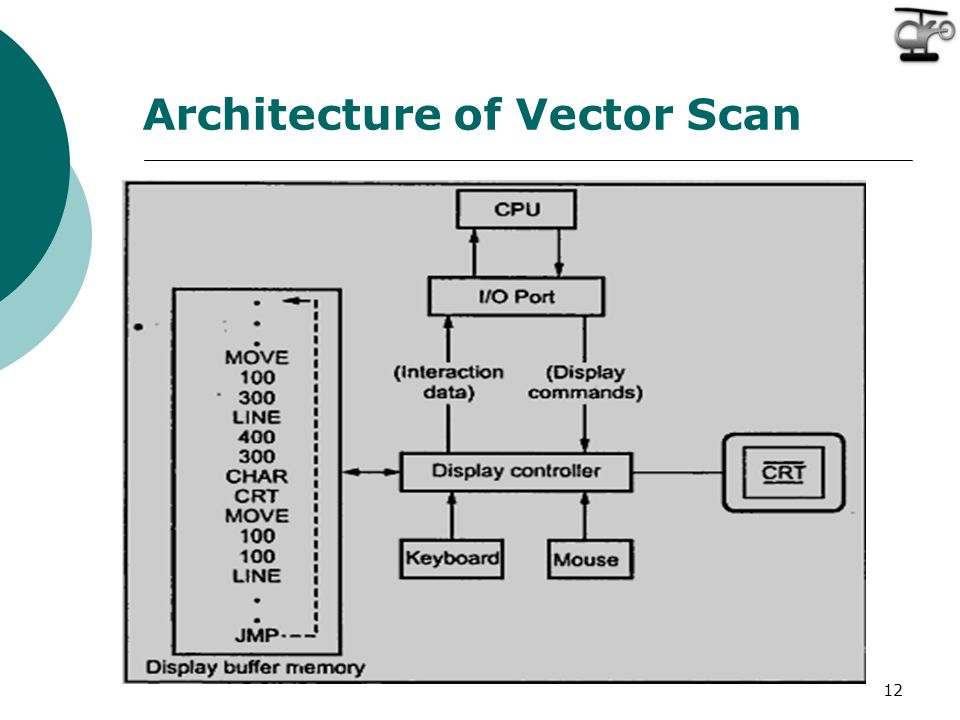 Architecture of Vector Scan
CPU
I/O Port
(Interaction
data)
(Display
commands)
MOVE
100
300
LINE
400
300
CHAR
CRT
MOVE
100
100
LINE
JMP
Display buffer memory
Display controller
CRT
Keyboard
Mouse
12